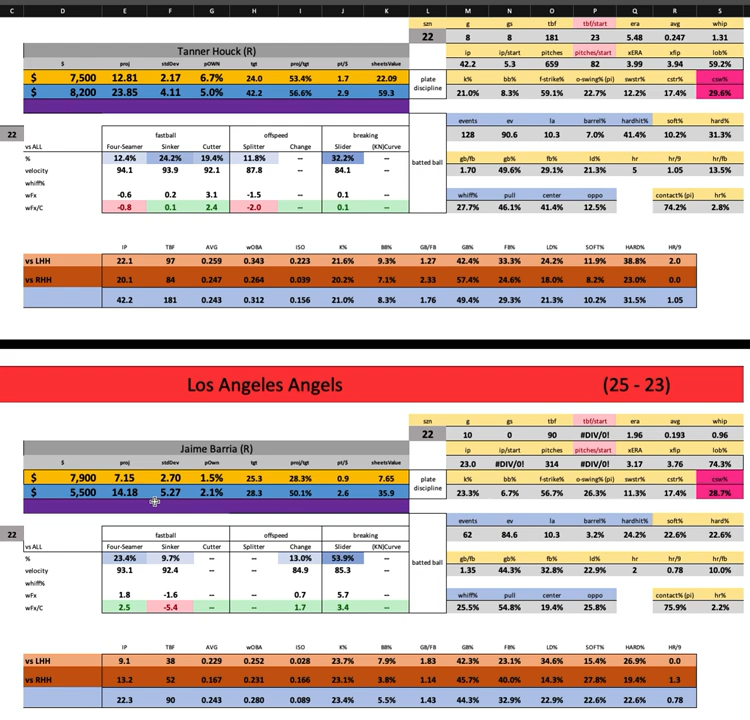 C D E F G H I J K L M N O P Q R S
szn g gs tbf tbf/start era avg whip
22 8 8 181 23 5.48 0.247 1.31
Tanner Houck (R) ip ip/start pitches pitches/start xERA xfip lob%
$ proj stdDev pOWN tgt proj/tgt pt/$ sheetsValue 42.2 5.3 659 82 3.99 3.94 59.2%
$ 7,500 12.81 2.17 6.7% 24.0 53.4% 1.7 22.09 plate discipline k% bb% f-strike% o-swing% (pi) swstr% cstr% csw%
$ 8,200 23.85 4.11 5.0% 42.2 56.6% 2.9 59.3 21.0% 8.3% 59.1% 22.7% 12.2% 17.4% 29.6%
events ev la barrel% hardhit% soft% hard%
22 fastball offspeed breaking 128 90.6 10.3 7.0% 41.4% 10.2% 31.3%
vs ALL Four-Seamer Sinker Cutter Splitter Change Slider (KN)Curve
% 12.4% 24.2% 19.4% 11.8% -- 32.2% -- batted ball gb/fb gb% fb% ld% hr hr/9 hr/fb
velocity 94.1 93.9 92.1 87.8 -- 84.1 -- 1.70 49.6% 29.1% 21.3% 5 1.05 13.5%
whiff%
wFx -0.6 0.2 3.1 -1.5 0.1 whiff% pull center oppo contact% (pi) hr%
wFx/C -0.8 0.1 2.4 -2.0 -- 0.1 -- 27.7% 46.1% 41.4% 12.5% 74.2% 2.8%
IP TBF AVG wOBA ISO K% BB% GB/FB GB% FB% LD% SOFT% HARD% HR/9
vs LHH 22.1 97 0.259 0.343 0.223 21.6% 9.3% 1.27 42.4% 33.3% 24.2% 11.9% 38.8% 2.0
vs RHH 20.1 84 0.247 0.264 0.039 20.2% 7.1% 2.33 57.4% 24.6% 18.0% 8.2% 23.0% 0.0
42.2 181 0.243 0.312 0.156 21.0% 8.3% 1.76 49.4% 29.3% 21.3% 10.2% 31.5% 1.05
Los Angeles Angels (25 - 23)
szn g gs tbf tbf/start era avg whip
22 10 0 90 #DIV/0! 1.96 0.193 0.96
Jaime Barria (R) ip ip/start pitches pitches/start xERA xfip lob%
$ proj stdDev pOwn tgt proj/tgt pt/$ sheetsValue 23.0 #DIV/0! 314 #DIV/0! 3.17 3.76 74.3%
$ 7,900 7.15 2.70 1.5% 25.3 28.3% 0.9 7.65 plate discipline k% bb% f-strike% o-swing% (pi) swstr% cstr% csw%
$ 5,500 14.18 5.27 2.1% 28.3 50.1% 2.6 35.9 23.3% 6.7% 56.7% 26.3% 11.3% 17.4% 28.7%
events ev la barrel% hardhit% soft% hard%
22 fastball offspeed breaking 62 84.6 10.3 3.2% 24.2% 22.6% 22.6%
vs ALL Four-Seamer Sinker Cutter Splitter Change Slider (KN)Curve
% 23.4% 9.7% -- -- 13.0% 53.9% -- batted ball gb/fb gb% fb% ld% hr hr/9 hr/fb
velocity 93.1 92.4 -- -- 84.9 85.3 -- 1.35 44.3% 32.8% 22.9% 2 0.78 10.0%
whiff%
wFx 1.8 -1.6 0.7 5.7 whiff% pull center oppo contact% (pi) hr%
wFx/C 2.5 -5.4 -- -- 1.7 3.4 -- 25.5% 54.8% 19.4% 25.8% 75.9% 2.2%
IP TBF AVG wOBA ISO K% BB% GB/FB GB% FB% LD% SOFT% HARD% HR/9
vs LHH 9.1 38 0.229 0.252 0.028 23.7% 7.9% 1.83 42.3% 23.1% 34.6% 15.4% 26.9% 0.0
vs RHH 13.2 52 0.167 0.231 0.166 23.1% 3.8% 1.14 45.7% 40.0% 14.3% 27.8% 19.4% 1.3
22.3 90 0.243 0.280 0.089 23.4% 5.5% 1.43 44.3% 32.9% 22.9% 22.6% 22.6% 0.78